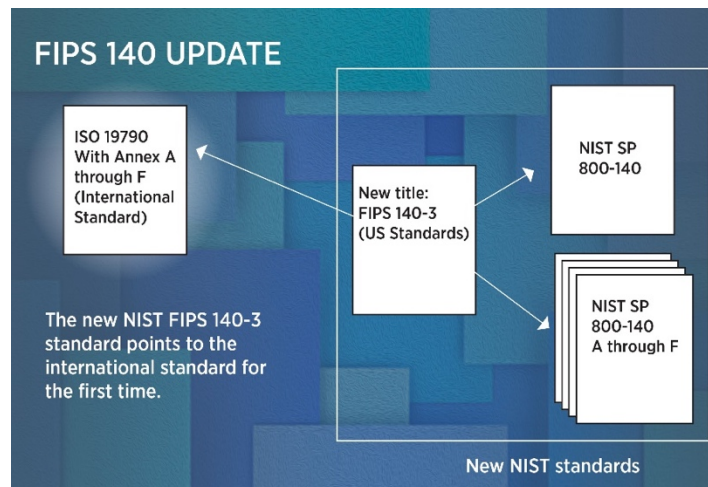 FIPS 140 UPDATE
ISO 19790
With Annex A
through F
(International
Standard)
The new NIST FIPS 140-3
standard points to the
international standard for
the first time.
New title:
FIPS 140-3
(US Standards)
NIST SP
800-140
NIST SP
800-140
A through F
New NIST standards